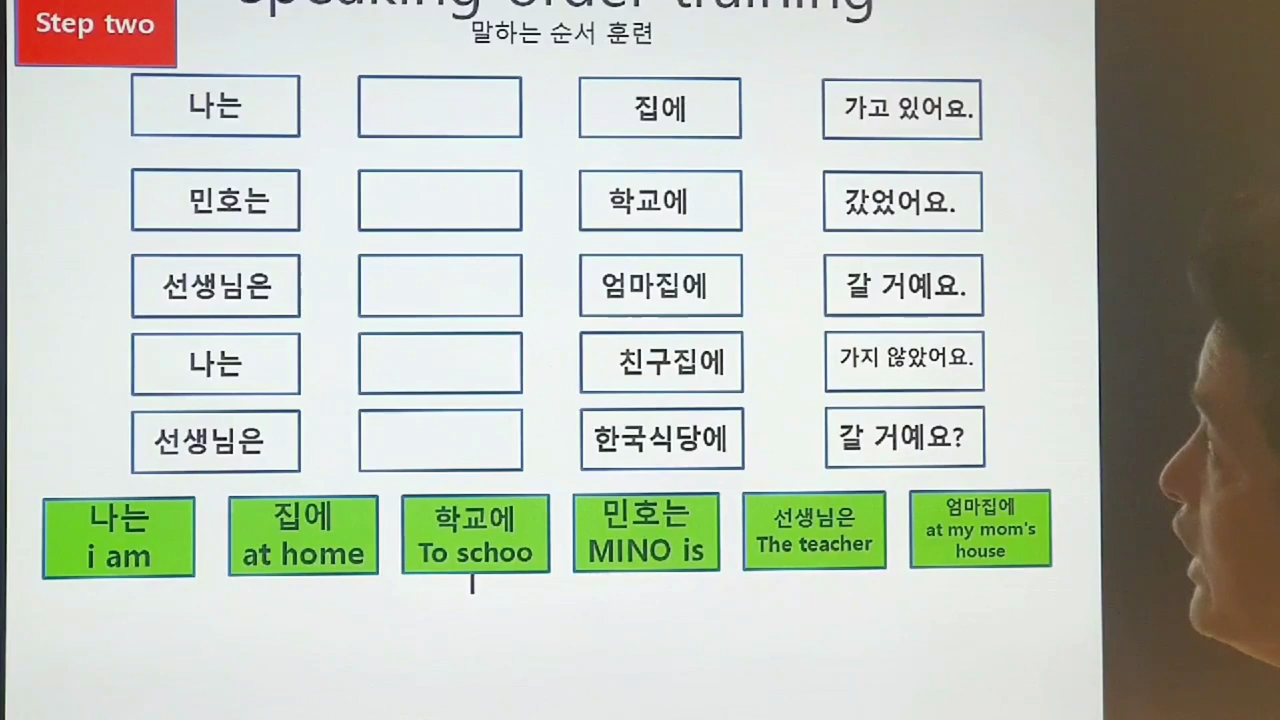 Step two
Speaking order training
말하는 순서 훈련
나는 집에 가고 있어요.
민호는 학교에 갔었어요.
선생님은 엄마집에 갈 거예요.
나는 친구집에 가지 않았어요.
선생님은 한국식당에 갈 거예요?
나는
i am
집에
at home
학교에
To schoo
l
민호는
MINO is
선생님은
The teacher
엄마집에
at my mom's
house